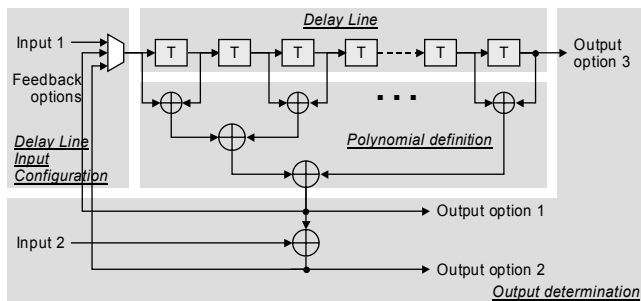 Delay Line
Input 1
T T T T T T
Output
option 3
Feedback
options
. . .
Delay Line
Input
Configuration
Polynomial definition
Output option 1
Input 2
Output option 2
Output determination